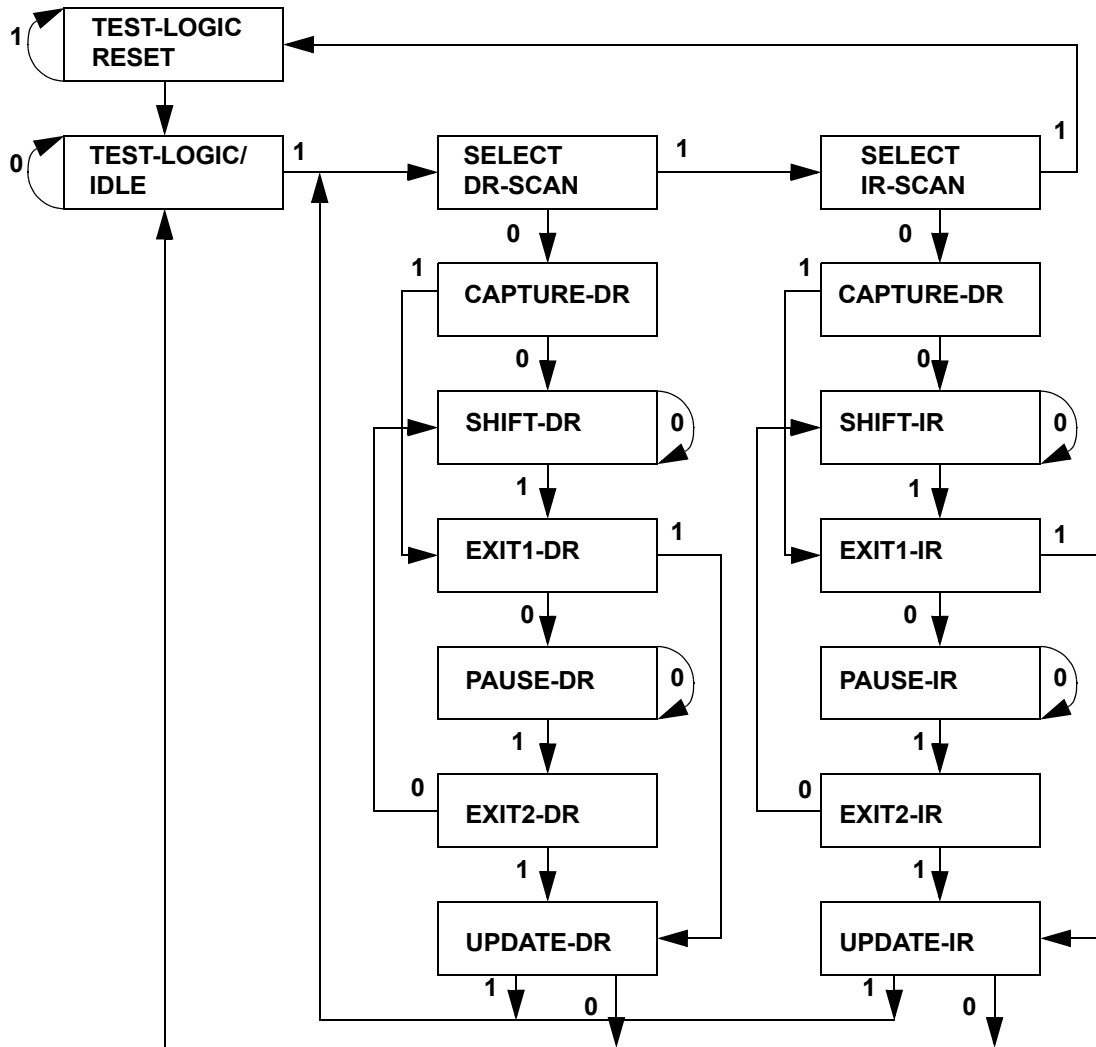 1
TEST-LOGIC
RESET
0
TEST-LOGIC/
IDLE
1
SELECT
DR-SCAN
1
SELECT
IR-SCAN
1
0
0
1
CAPTURE-DR
1
CAPTURE-DR
0
0
SHIFT-DR
0
SHIFT-IR
0
1
1
EXIT1-DR
1
EXIT1-IR
1
0
0
PAUSE-DR
0
PAUSE-IR
0
1
1
0
EXIT2-DR
0
EXIT2-IR
1
1
UPDATE-DR
UPDATE-IR
1
0
1
0